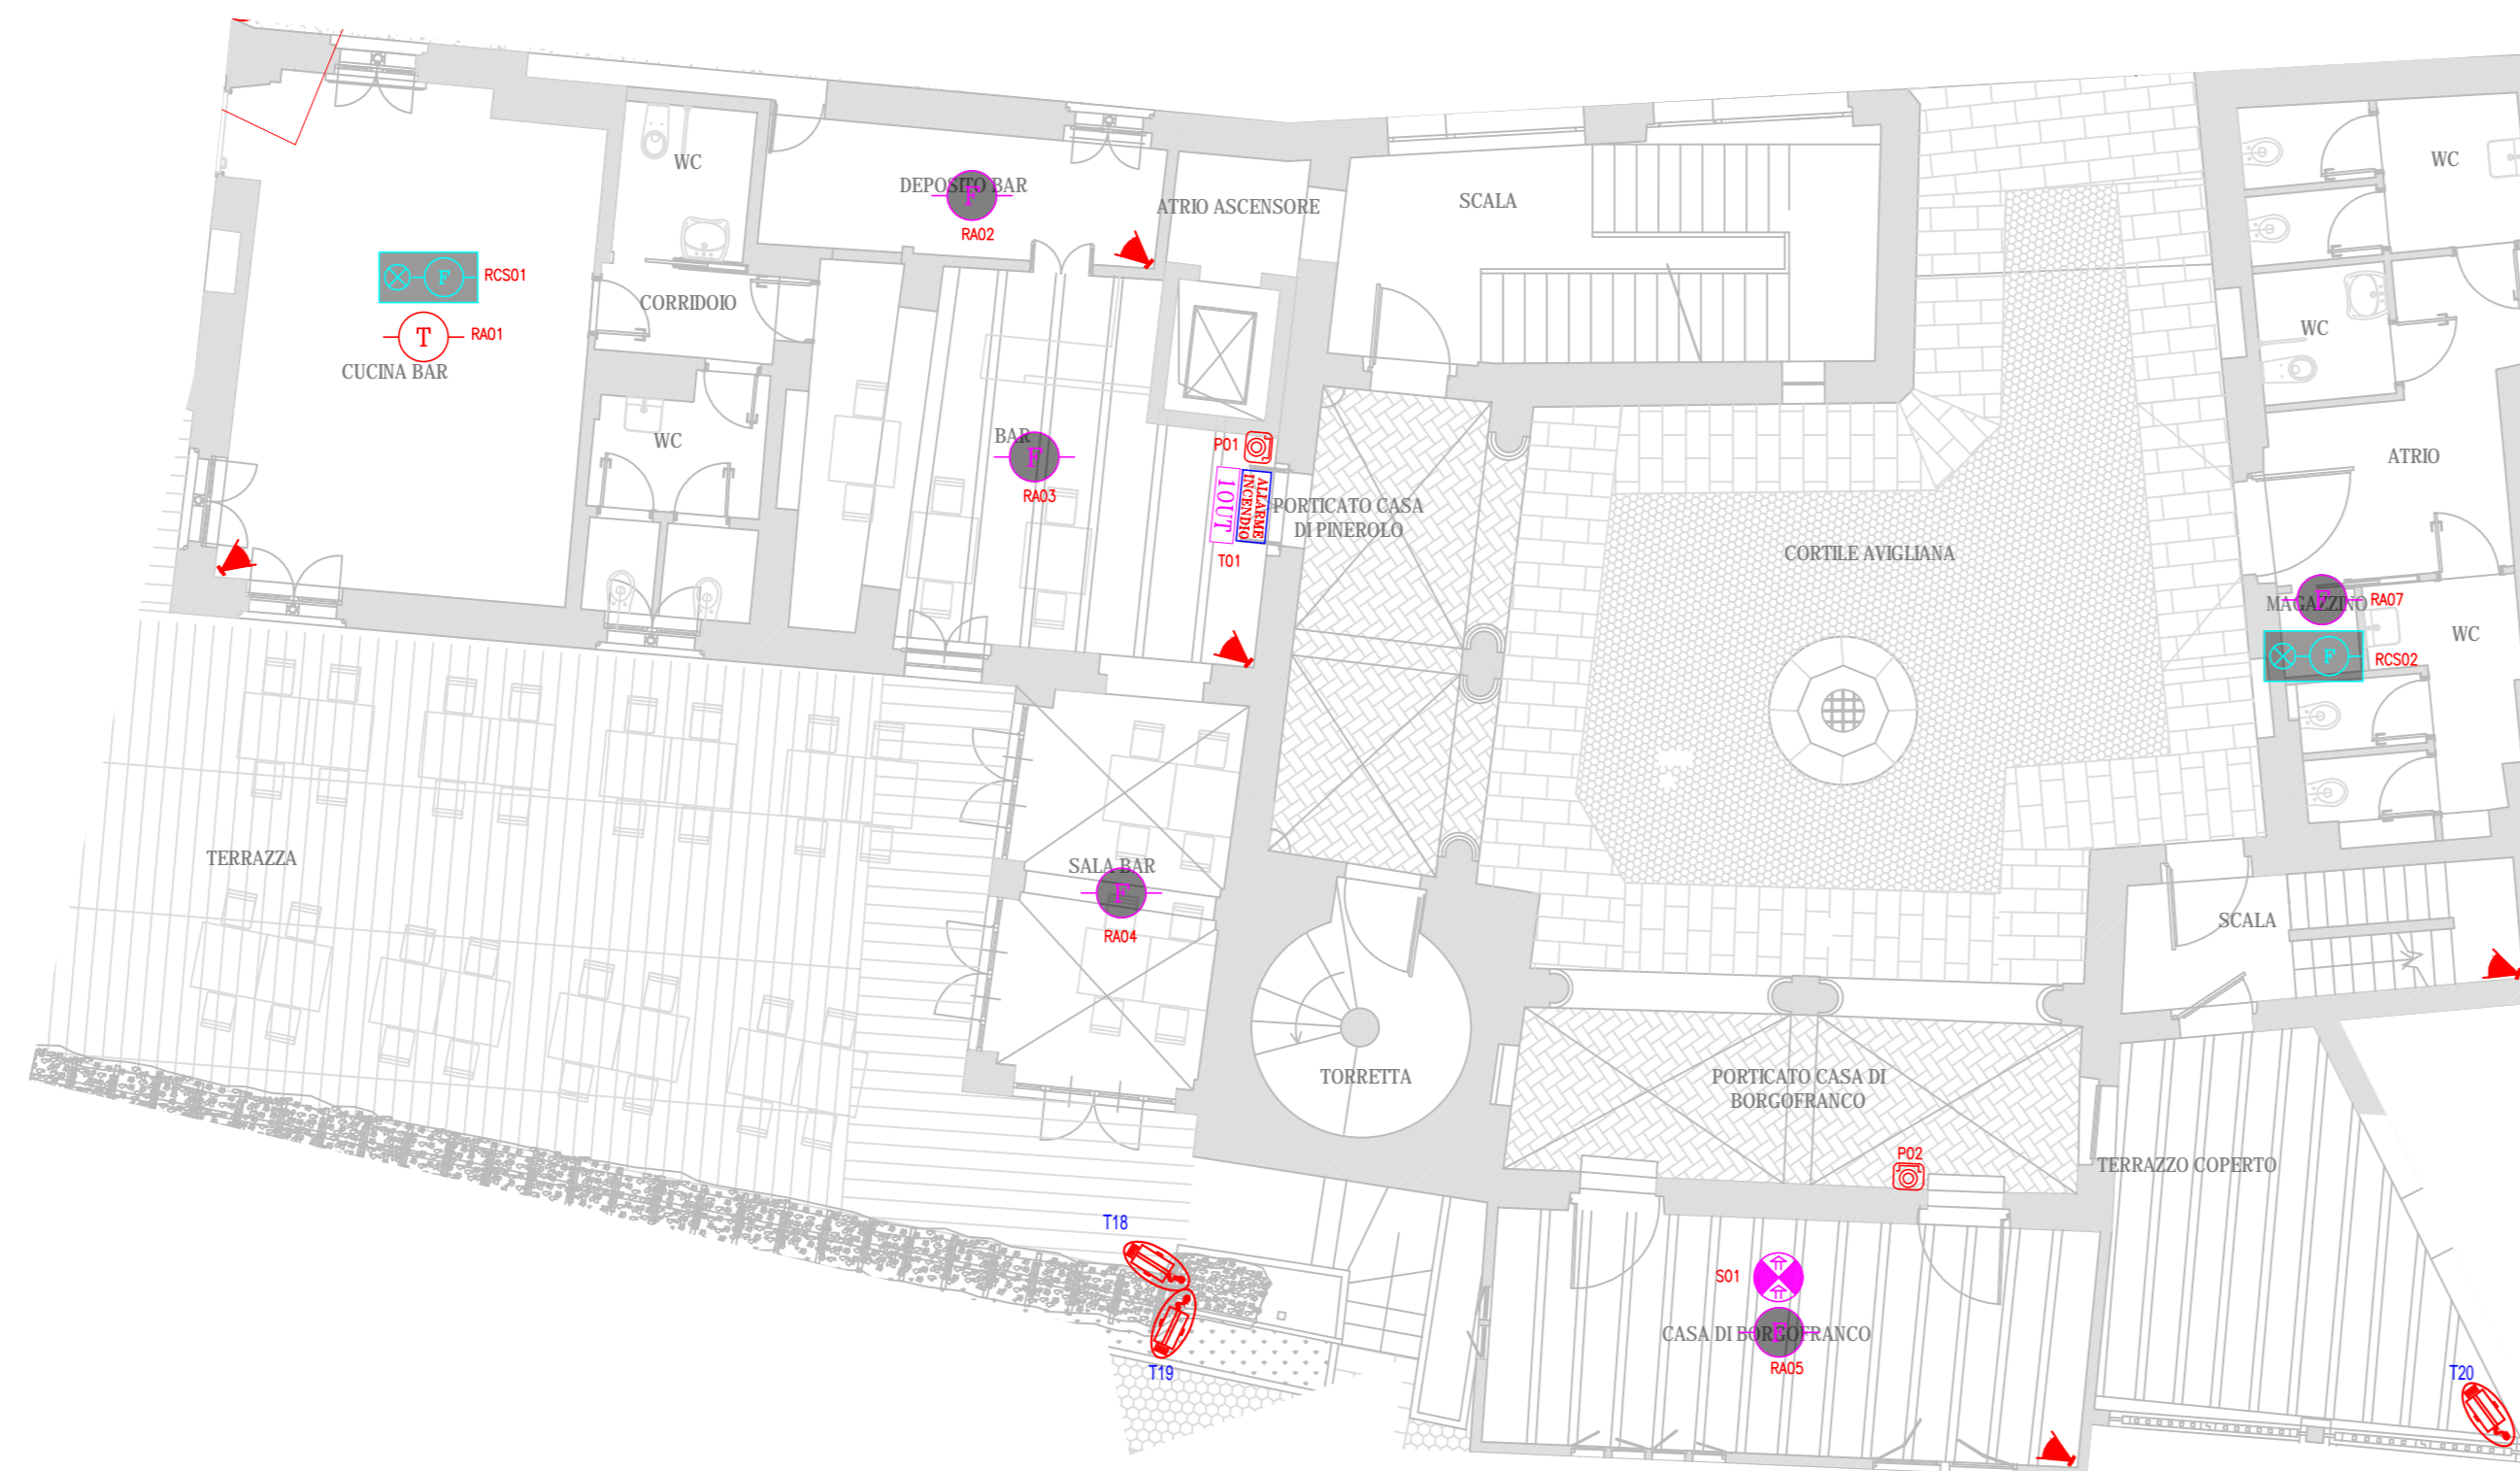 WC
DEPOSITO BAR
F
RA02
ATRIO ASCENSORE
SCALA
WC
F
RCS01
T
RA01
CUCINA BAR
CORRIDOIO
WC
WC
BAR
F
RA03
P01
1OUT
ALLARME
INCENDIO
T01
PORTICATO CASA
DI PINEROLO
ATRIO
CORTILE AVIGLIANA
MAGAZZINO
F
RA07
WC
F
RCS02
TERRAZZA
SALA BAR
F
RA04
SCALA
TORRETTA
PORTICATO CASA DI
BORGOFRANCO
P02
TERRAZZO COPERTO
T18
T19
S01
CASA DI BORGOFRANCO
F
RA05
T20